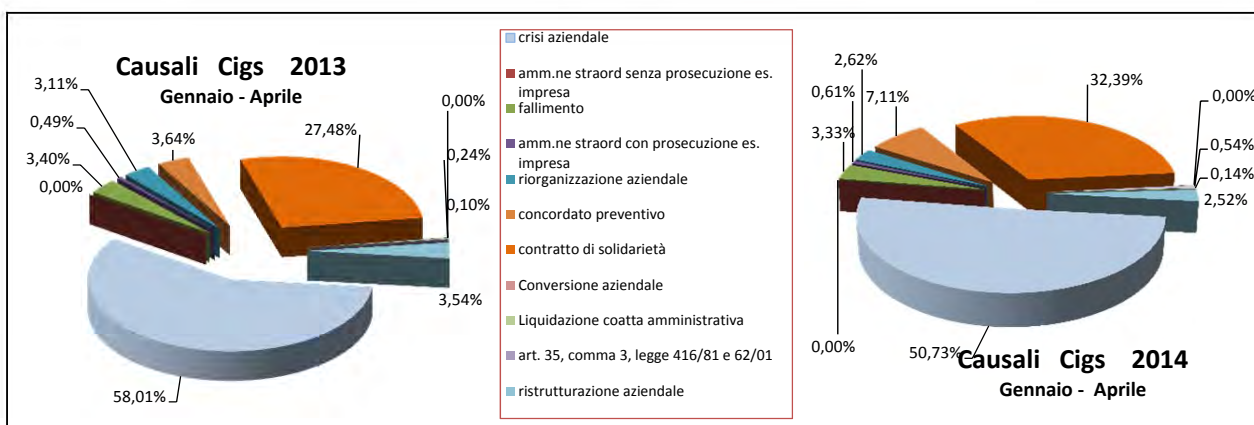 Causali Cigs 2013
Gennaio - Aprile
3,11%
0,49%
3,40%
0,00%
3,64%
27,48%
0,00%
0,24%
0,10%
3,54%
58,01%
crisi aziendale
amm.ne straord senza prosecuzione es.
impresa
fallimento
amm.ne straord con prosecuzione es.
impresa
riorganizzazione aziendale
concordato preventivo
contratto di solidarietà
Conversione aziendale
Liquidazione coatta amministrativa
art. 35, comma 3, legge 416/81 e 62/01
ristrutturazione aziendale
2,62%
0,61%
7,11%
3,33%
32,39%
0,00%
0,54%
0,14%
2,52%
0,00%
50,73%
Causali Cigs 2014
Gennaio - Aprile